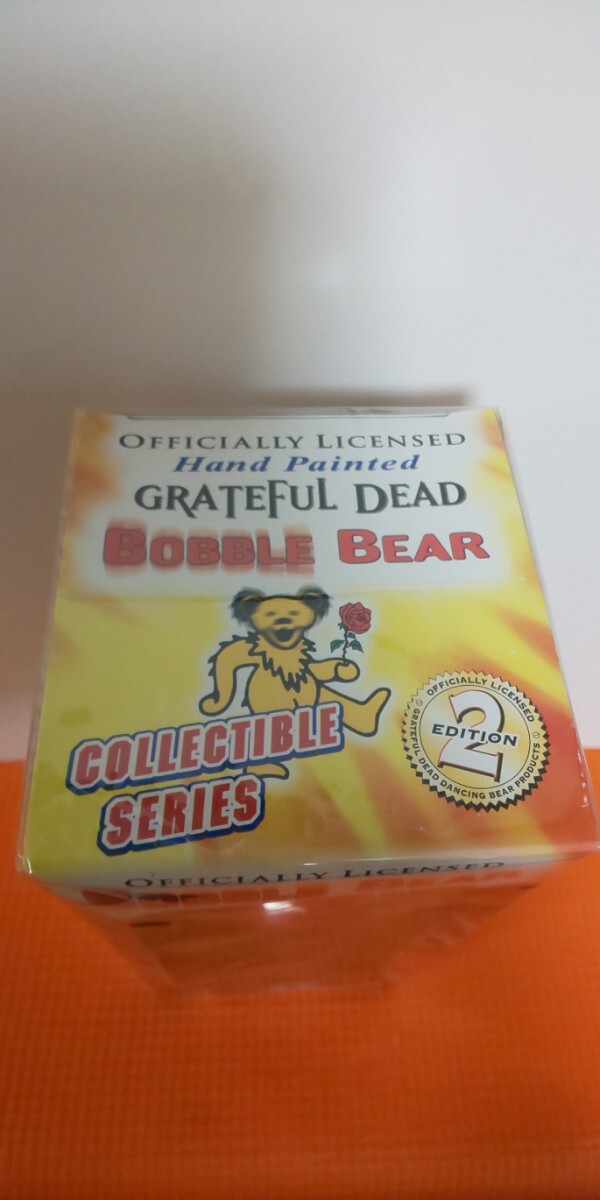 OFFICIALLY LICENSED
Hand Painted
GRATEFUL DEAD
BOBBLE BEAR
COLLECTIBLE
SERIES
OFFICIALLY LICENSED
2
EDITION
GRATEFUL DEAD DANCING BEAR PRODUCTS
OFFICIALLY LICENSED
BEAR